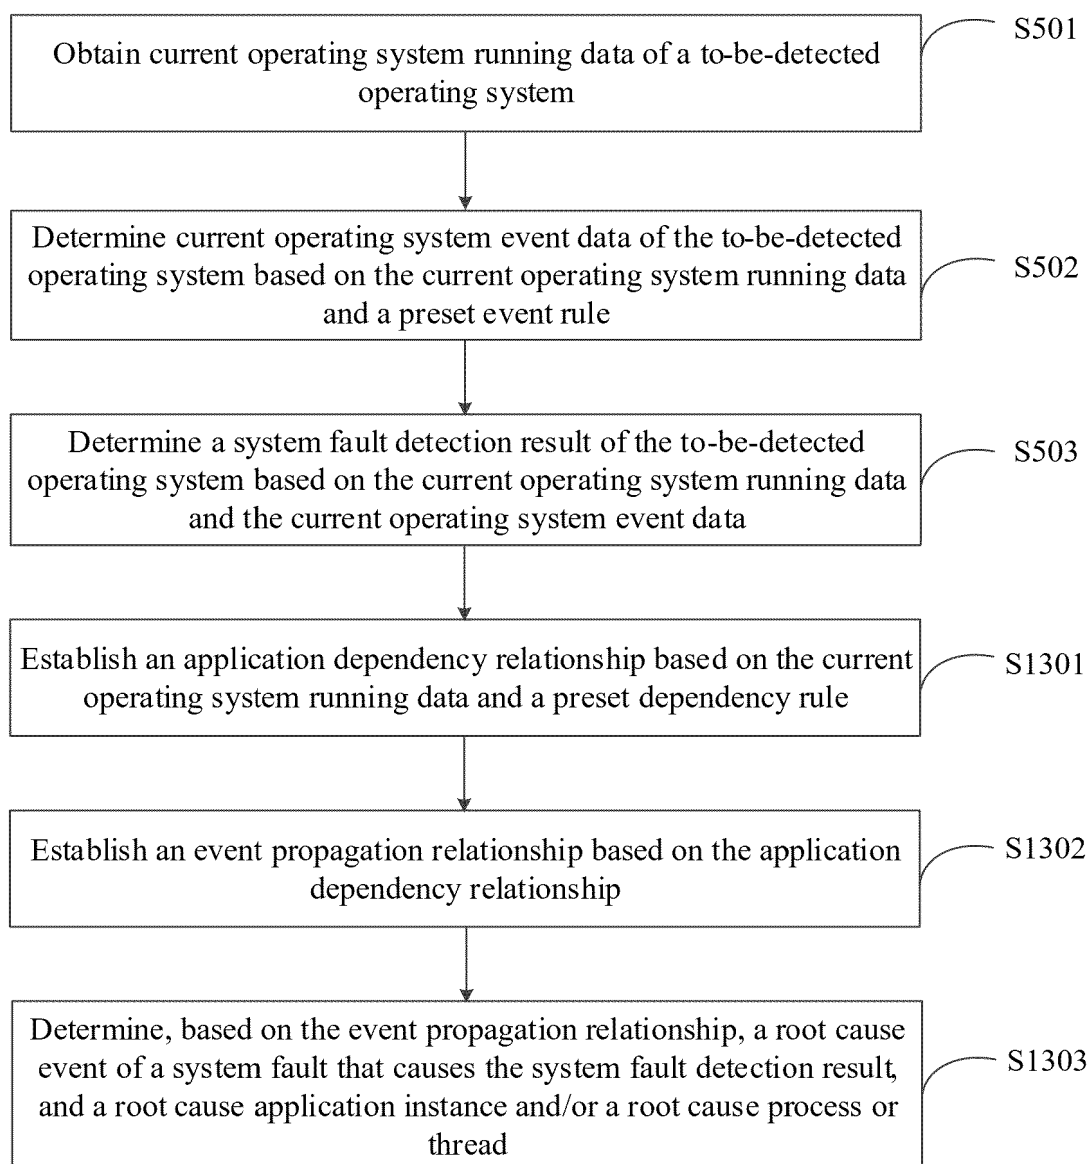 Obtain current operating system running data of a to-be-detected
operating system
S501
Determine current operating system event data of the to-be-detected
operating system based on the current operating system running data
and a preset event rule
S502
Determine a system fault detection result of the to-be-detected
operating system based on the current operating system running data
and the current operating system event data
S503
Establish an application dependency relationship based on the current
operating system running data and a preset dependency rule
S1301
Establish an event propagation relationship based on the application
dependency relationship
S1302
Determine, based on the event propagation relationship, a root cause
event of a system fault that causes the system fault detection result,
and a root cause application instance and/or a root cause process or
thread
S1303